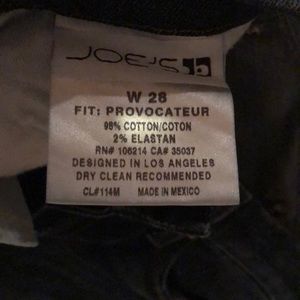 JOE'S
W 28
FIT: PROVOCATEUR
98% COTTON/COTON
2% ELASTAN
RN# 106214 CA# 35037
DESIGNED IN LOS ANGELES
DRY CLEAN RECOMMENDED
CL#114M MADE IN MEXICO